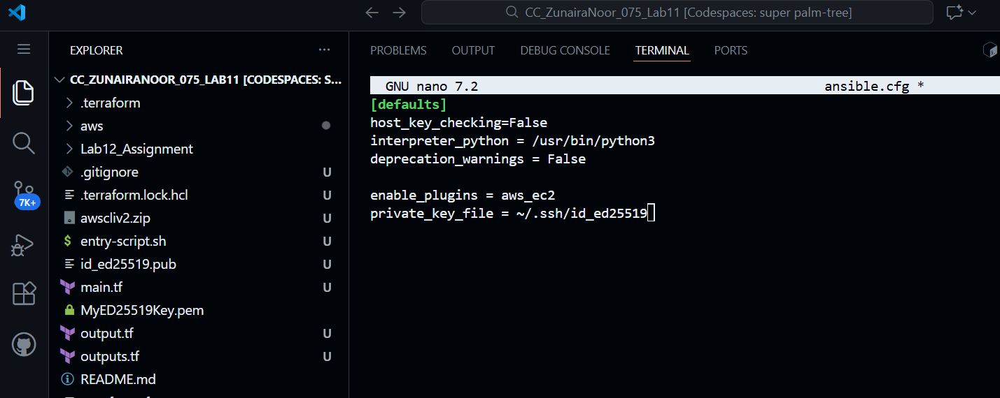 CC_ZunairaNoor_075_Lab11 [Codespaces: super palm-tree]
EXPLORER
CC_ZUNAIRANOOR_075_LAB11 [CODESPACES: S...
.terraform
aws
Lab12_Assignment
.gitignore U
.terraform.lock.hcl U
awscliv2.zip U
$ entry-script.sh U
id_ed25519.pub U
main.tf U
MyED25519Key.pem
output.tf U
outputs.tf U
README.md
7K+
PROBLEMS OUTPUT DEBUG CONSOLE TERMINAL PORTS
GNU nano 7.2 ansible.cfg *
[defaults]
host_key_checking=False
interpreter_python = /usr/bin/python3
deprecation_warnings = False
enable_plugins = aws_ec2
private_key_file = ~/.ssh/id_ed25519